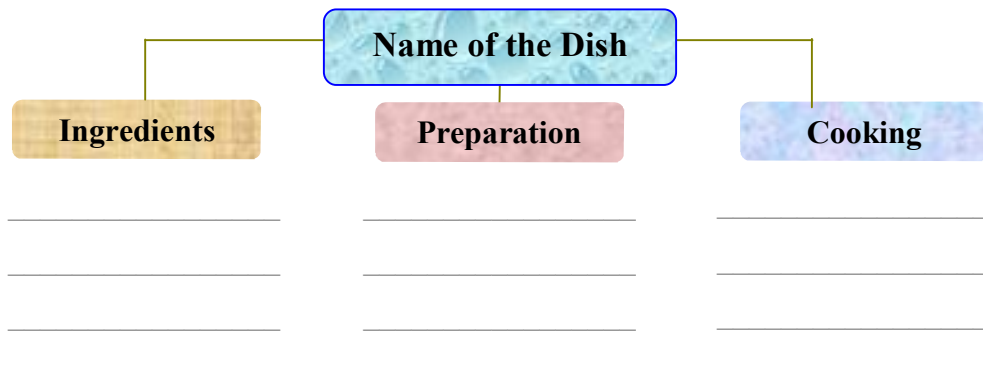 Name of the Dish
Ingredients
Preparation
Cooking